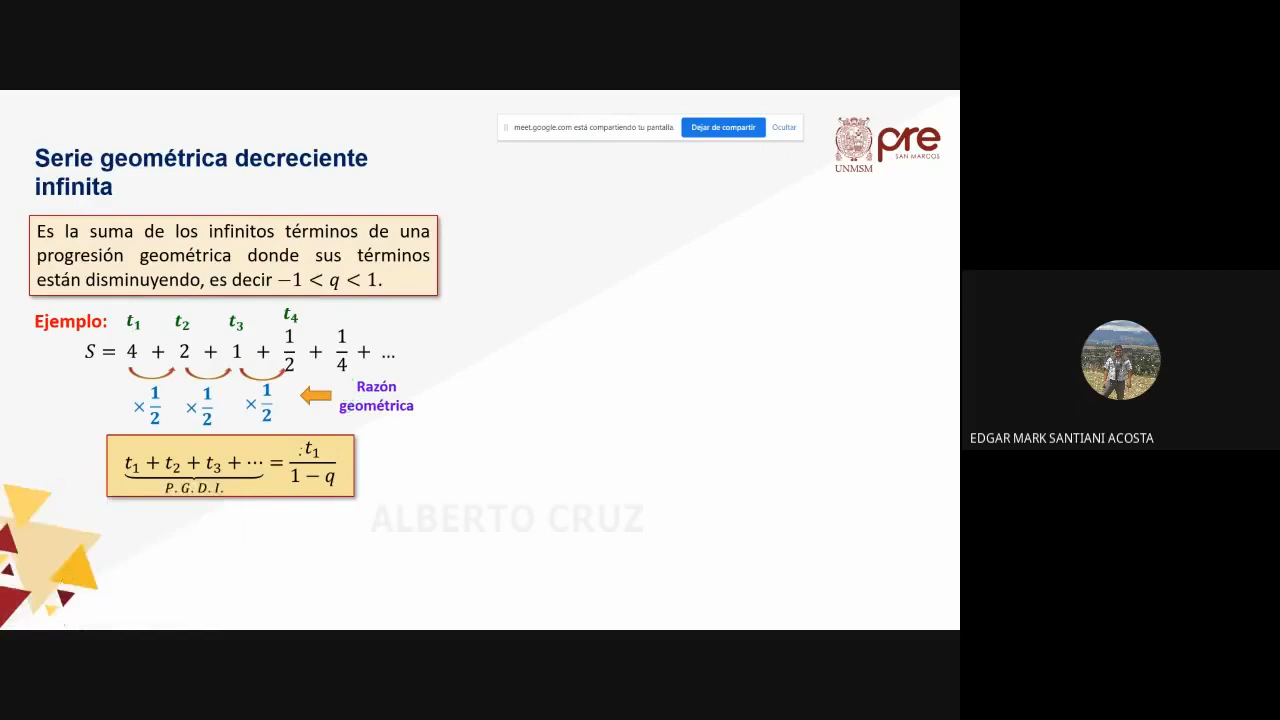 meet.google.com está compartiendo tu pantalla.
Dejar de compartir
Ocultar
UNMSM
pre
SAN MARCOS
Serie geométrica decreciente
infinita
Es la suma de los infinitos términos de una
progresión geométrica donde sus términos
están disminuyendo, es decir −1 < q < 1.
Ejemplo: t₁ t₂ t₃ t₄
S = 4 + 2 + 1 + 1/2 + 1/4 + ...
×1/2 ×1/2 ×1/2
Razón
geométrica
t₁ + t₂ + t₃ + ⋯ = t₁/(1 − q)
P.G.D.I.
ALBERTO CRUZ
EDGAR MARK SANTIANI ACOSTA